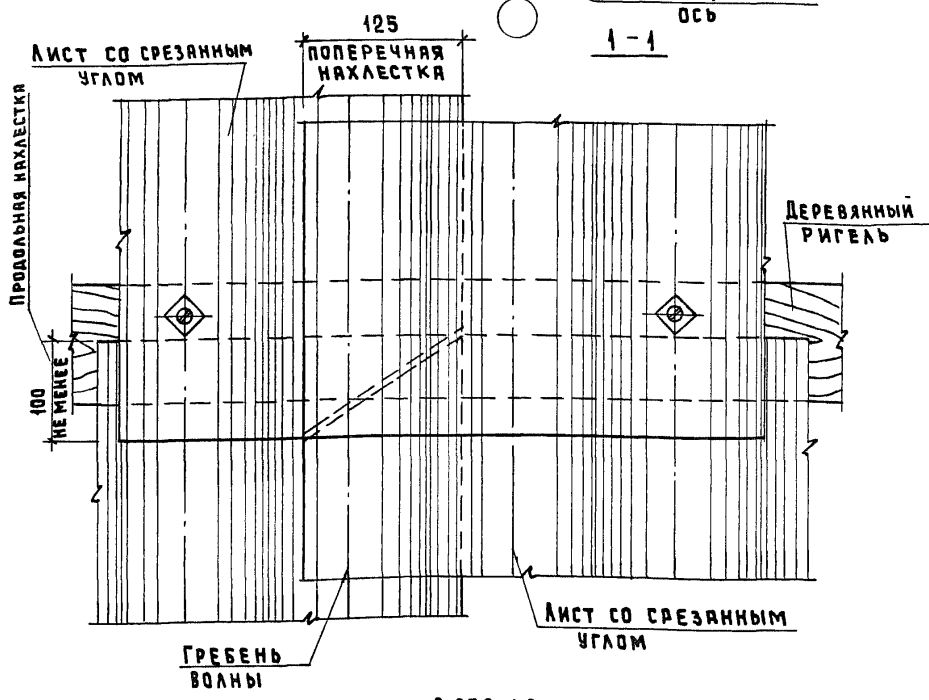 ОСЬ
1-1
125
ПОПЕРЕЧНАЯ
НАХЛЕСТКА
ЛИСТ СО СРЕЗАННЫМ
УГЛОМ
ПРОДОЛЬНАЯ НАХЛЕСТКА
ДЕРЕВЯННЫЙ
РИГЕЛЬ
100
НЕ МЕНЕЕ
ЛИСТ СО СРЕЗАННЫМ
УГЛОМ
ГРЕБЕНЬ
ВОЛНЫ